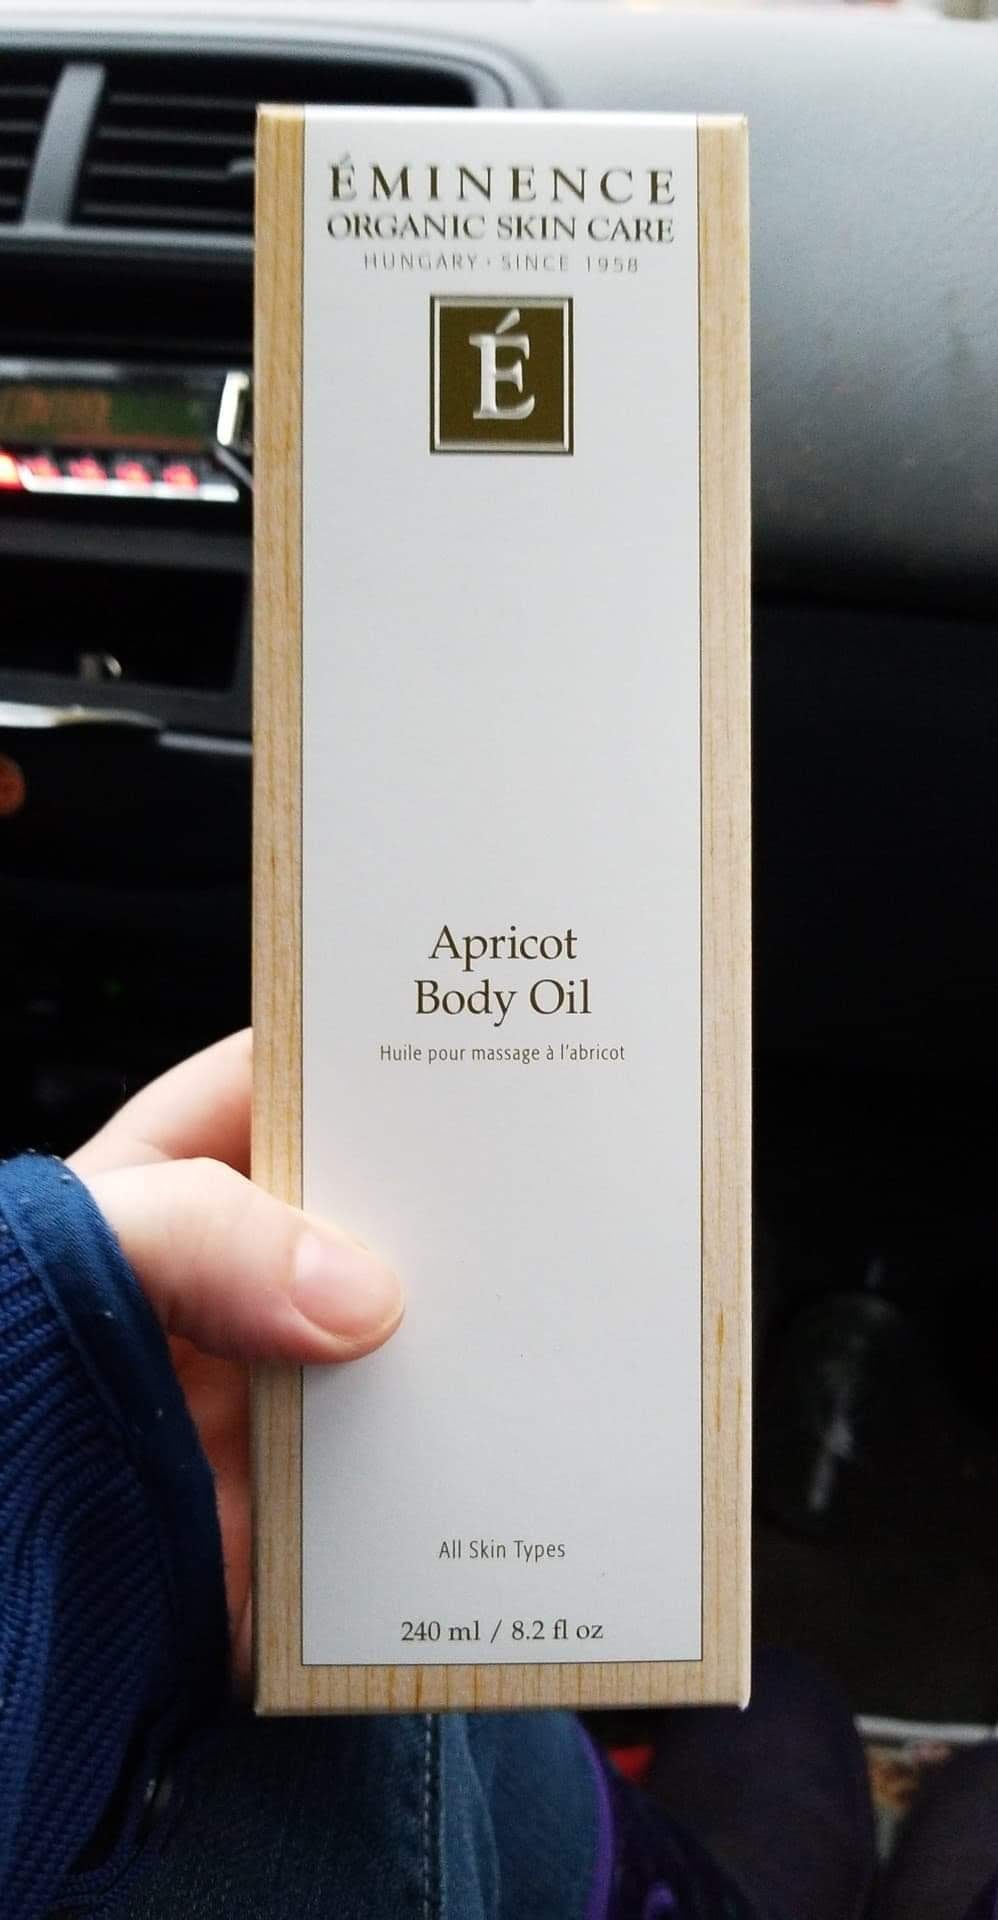 ÉMINENCE
ORGANIC SKIN CARE
HUNGARY · SINCE 1958
É
Apricot
Body Oil
Huile pour massage à l'abricot
All Skin Types
240 ml / 8.2 fl oz